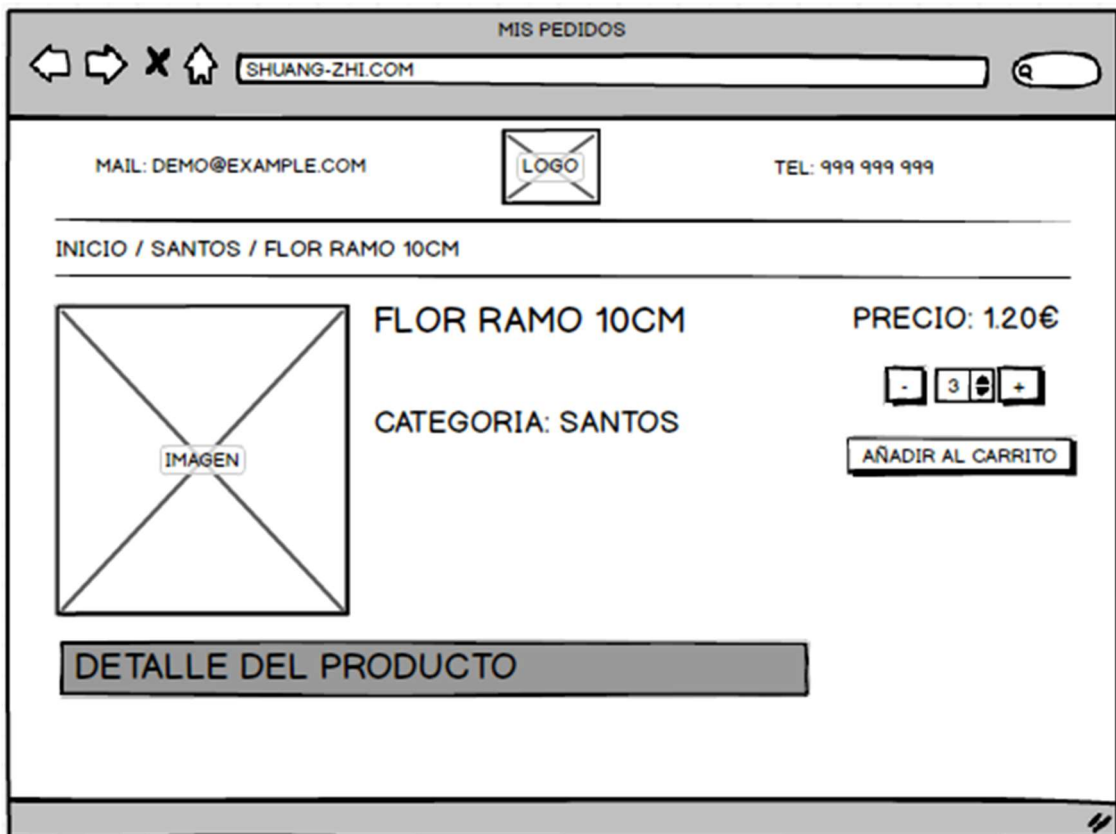 MIS PEDIDOS
SHUANG-ZHI.COM
MAIL: DEMO@EXAMPLE.COM
LOGO
TEL: 999 999 999
INICIO / SANTOS / FLOR RAMO 10CM
FLOR RAMO 10CM
PRECIO: 1.20€
- 3 +
CATEGORIA: SANTOS
AÑADIR AL CARRITO
IMAGEN
DETALLE DEL PRODUCTO